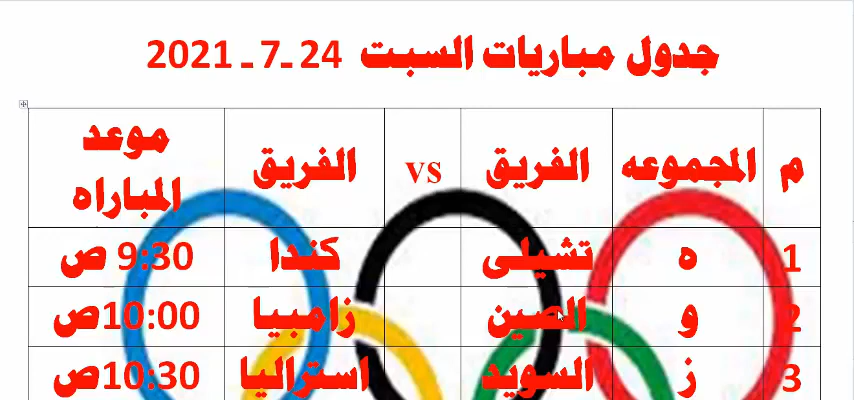 جدول مباريات السبت 24 ـ 7 ـ 2021
م المجموعه الفريق vs الفريق موعد المباراه
1 ه تشيلى كندا 9:30 ص
2 و الصين زامبيا 10:00ص
3 ز السويد استراليا 10:30ص